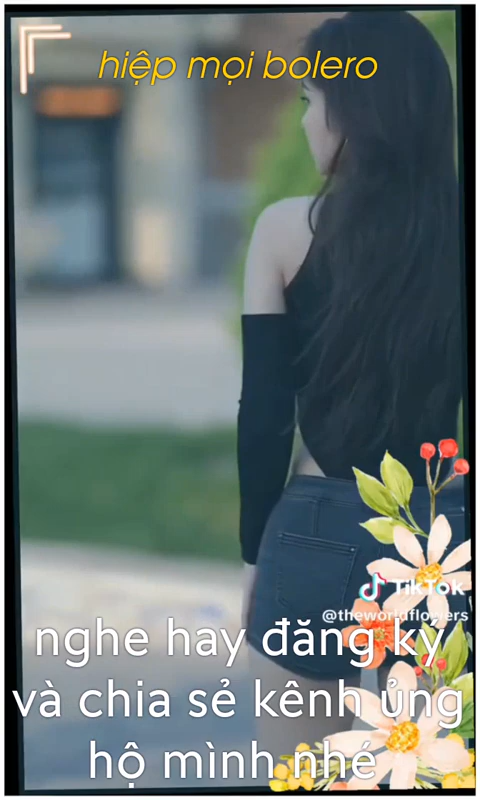 hiệp mọi bolero
TikTok
@theworldflowers
nghe hay đăng ký
và chia sẻ kênh ủng
hộ mình nhé